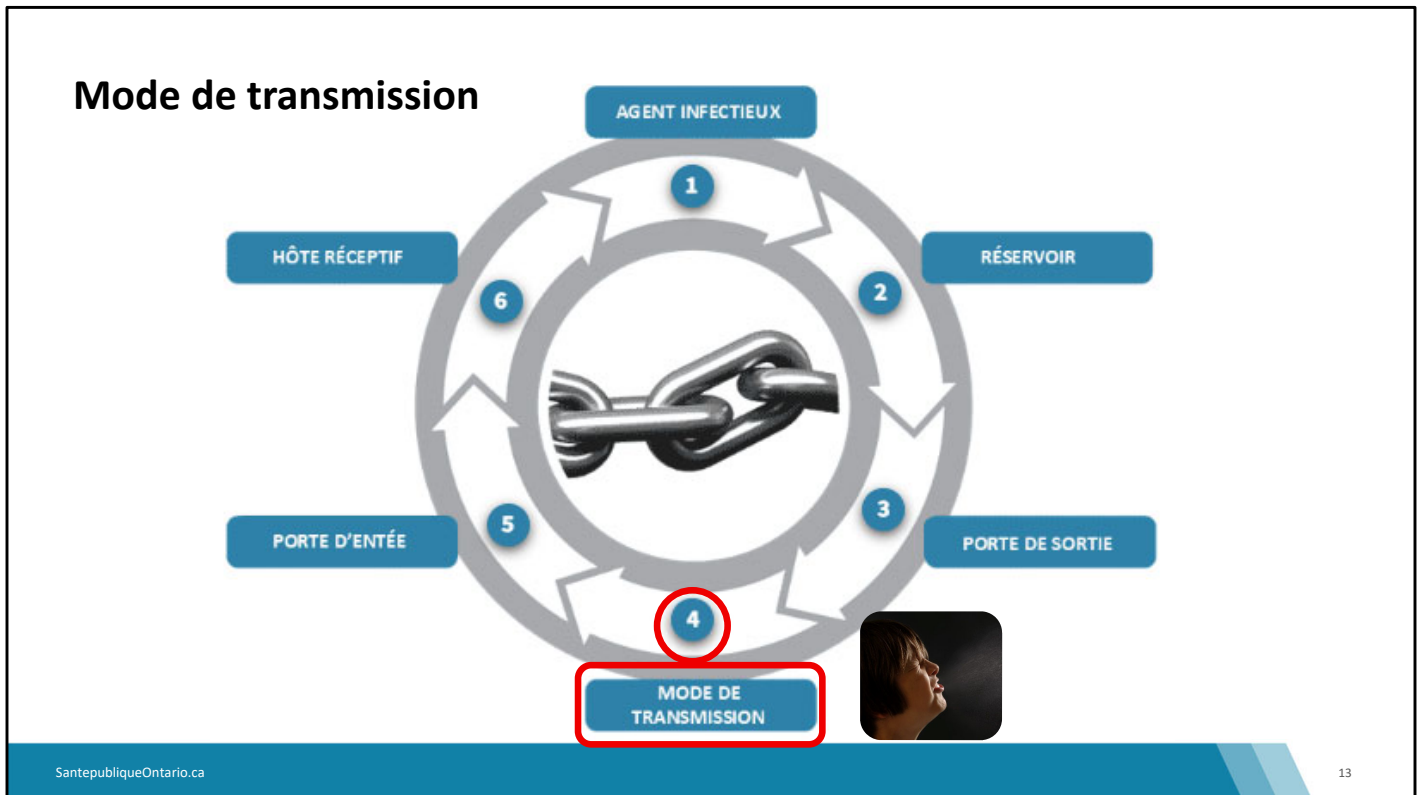 Mode de transmission
AGENT INFECTIEUX
1
HÔTE RÉCEPTIF
RÉSERVOIR
6
2
5
3
PORTE D'ENTÉE
PORTE DE SORTIE
4
MODE DE
TRANSMISSION
SantepubliqueOntario.ca
13